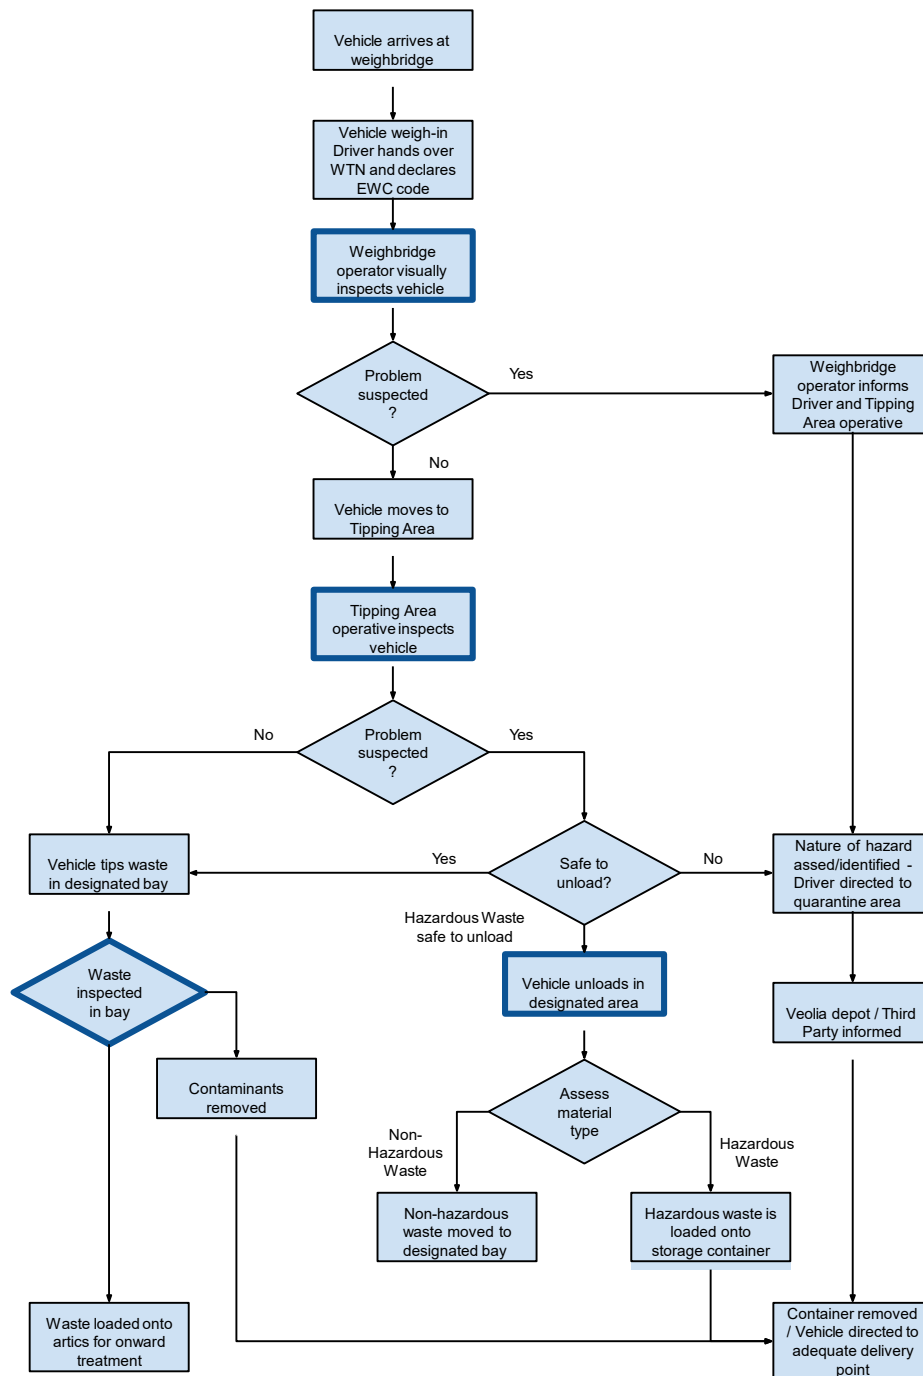 Vehicle arrives at
weighbridge
Vehicle weigh-in
Driver hands over
WTN and declares
EWC code
Weighbridge
operator visually
inspects vehicle
Problem
suspected
?
Yes
Weighbridge
operator informs
Driver and Tipping
Area operative
No
Vehicle moves to
Tipping Area
Tipping Area
operative inspects
vehicle
Problem
suspected
?
No
Yes
Vehicle tips waste
in designated bay
Yes
Safe to
unload?
No
Nature of hazard
assed/identified -
Driver directed to
quarantine area
Hazardous Waste
safe to unload
Waste
inspected
in bay
Vehicle unloads in
designated area
Veolia depot / Third
Party informed
Contaminants
removed
Assess
material
type
Non-
Hazardous
Waste
Hazardous
Waste
Non-hazardous
waste moved to
designated bay
Hazardous waste is
loaded onto
storage container
Waste loaded onto
artics for onward
treatment
Container removed
/ Vehicle directed to
adequate delivery
point